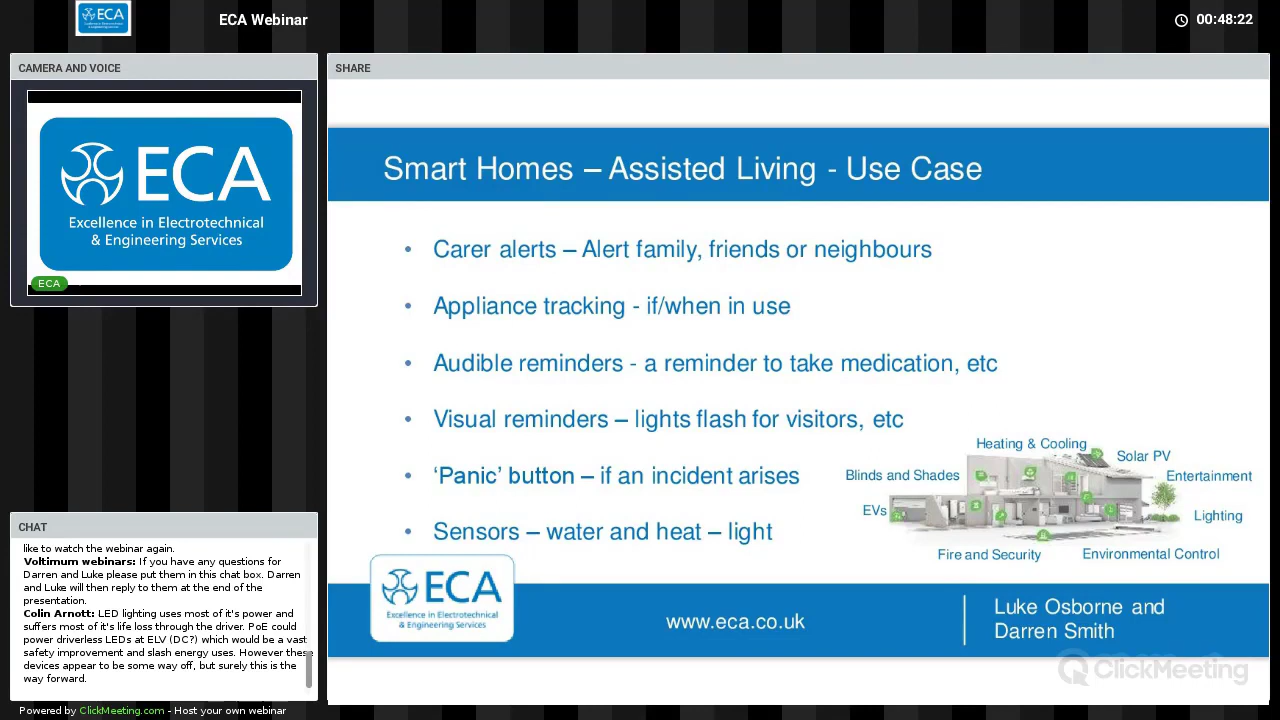 ECA
ECA Webinar
00:48:22
CAMERA AND VOICE
ECA
Excellence in Electrotechnical
& Engineering Services
ECA
SHARE
Smart Homes – Assisted Living - Use Case
• Carer alerts – Alert family, friends or neighbours
• Appliance tracking - if/when in use
• Audible reminders - a reminder to take medication, etc
• Visual reminders – lights flash for visitors, etc
• ‘Panic’ button – if an incident arises
• Sensors – water and heat – light
Heating & Cooling
Solar PV
Blinds and Shades
Entertainment
EVs
Lighting
Fire and Security
Environmental Control
ECA
Excellence in Electrotechnical
& Engineering Services
www.eca.co.uk
Luke Osborne and
Darren Smith
ClickMeeting
CHAT
like to watch the webinar again.
Voltimum webinars: If you have any questions for
Darren and Luke please put them in this chat box. Darren
and Luke will then reply to them at the end of the
presentation.
Colin Arnott: LED lighting uses most of it's power and
suffers most of it's life loss through the driver. PoE could
power driverless LEDs at ELV (DC?) which would be a vast
safety improvement and slash energy uses. However these
devices appear to be some way off, but surely this is the
way forward.
Powered by ClickMeeting.com - Host your own webinar